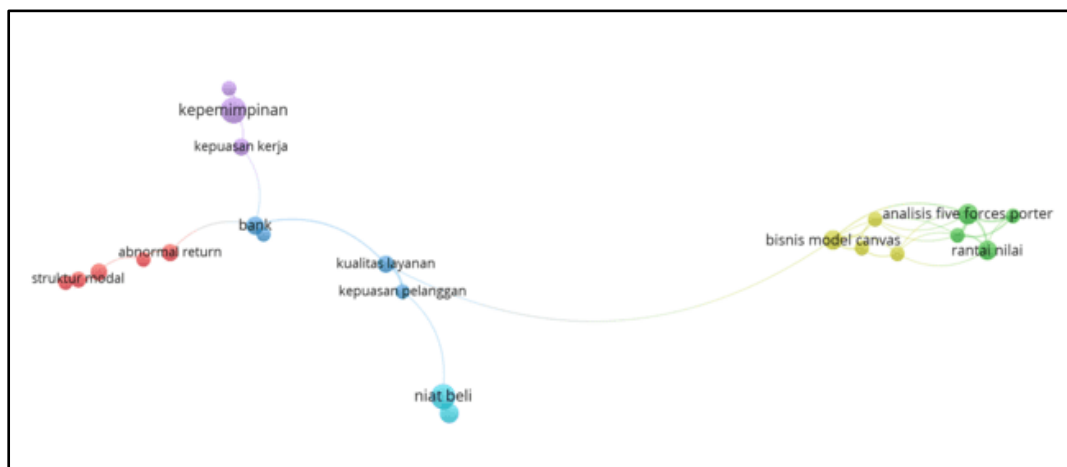 kepemimpinan
kepuasan kerja
bank
abnormal return
struktur modal
kualitas layanan
kepuasan pelanggan
niat beli
analisis five forces porter
bisnis model canvas
rantai nilai